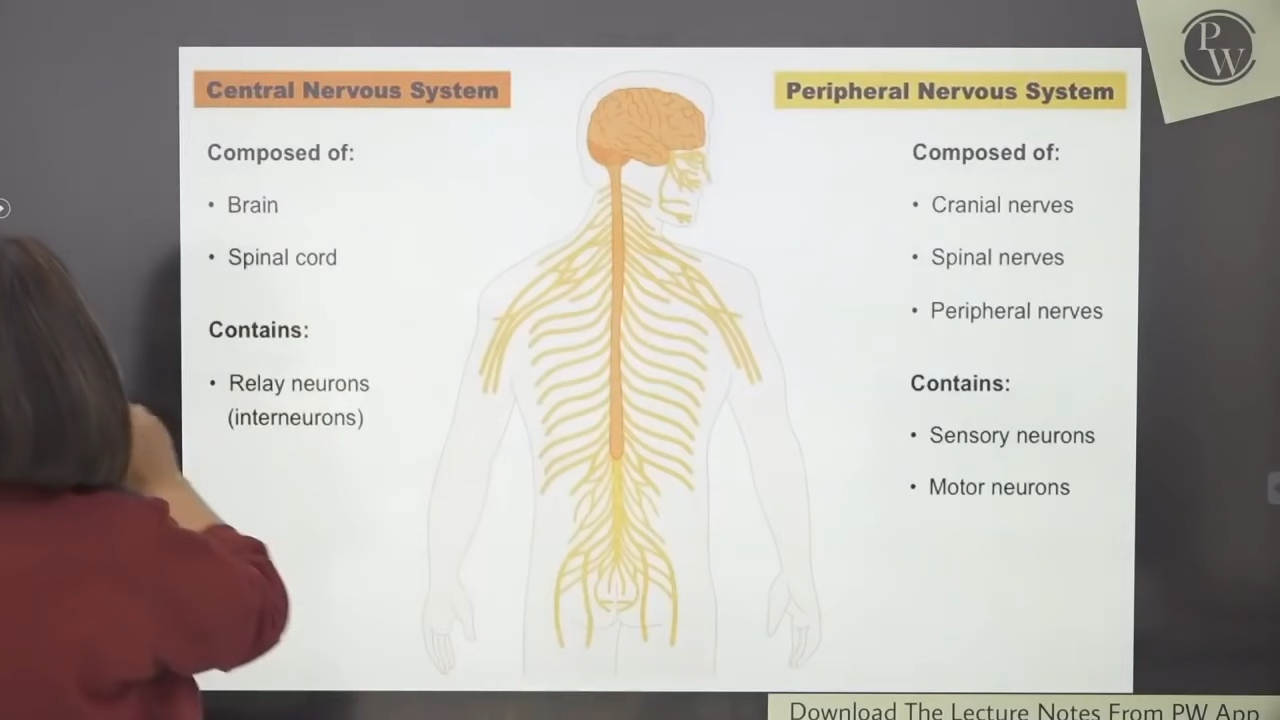 Central Nervous System
Composed of:
• Brain
• Spinal cord
Contains:
• Relay neurons
(interneurons)
Peripheral Nervous System
Composed of:
• Cranial nerves
• Spinal nerves
• Peripheral nerves
Contains:
• Sensory neurons
• Motor neurons
PW
Download The Lecture Notes From PW App